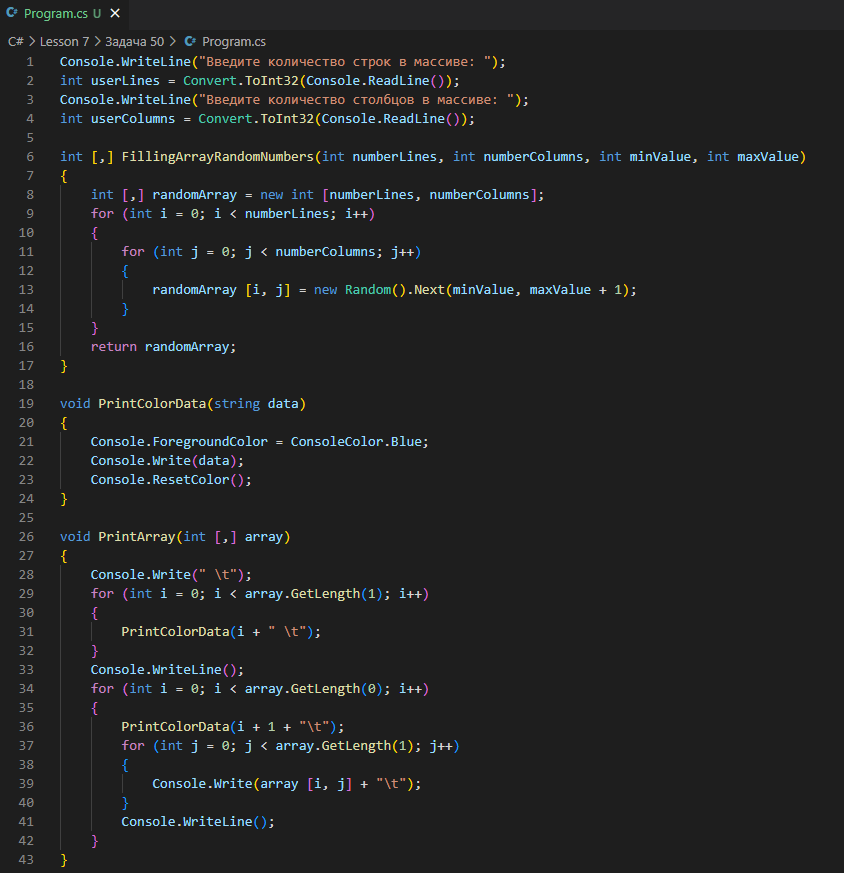 Program.cs U ×
C# > Lesson 7 > Задача 50 > Program.cs
1 Console.WriteLine("Введите количество строк в массиве: ");
2 int userLines = Convert.ToInt32(Console.ReadLine());
3 Console.WriteLine("Введите количество столбцов в массиве: ");
4 int userColumns = Convert.ToInt32(Console.ReadLine());
5
6 int [,] FillingArrayRandomNumbers(int numberLines, int numberColumns, int minValue, int maxValue)
7 {
8     int [,] randomArray = new int [numberLines, numberColumns];
9     for (int i = 0; i < numberLines; i++)
10     {
11         for (int j = 0; j < numberColumns; j++)
12         {
13             randomArray [i, j] = new Random().Next(minValue, maxValue + 1);
14         }
15     }
16     return randomArray;
17 }
18
19 void PrintColorData(string data)
20 {
21     Console.ForegroundColor = ConsoleColor.Blue;
22     Console.Write(data);
23     Console.ResetColor();
24 }
25
26 void PrintArray(int [,] array)
27 {
28     Console.Write(" \t");
29     for (int i = 0; i < array.GetLength(1); i++)
30     {
31         PrintColorData(i + " \t");
32     }
33     Console.WriteLine();
34     for (int i = 0; i < array.GetLength(0); i++)
35     {
36         PrintColorData(i + 1 + "\t");
37         for (int j = 0; j < array.GetLength(1); j++)
38         {
39             Console.Write(array [i, j] + "\t");
40         }
41         Console.WriteLine();
42     }
43 }